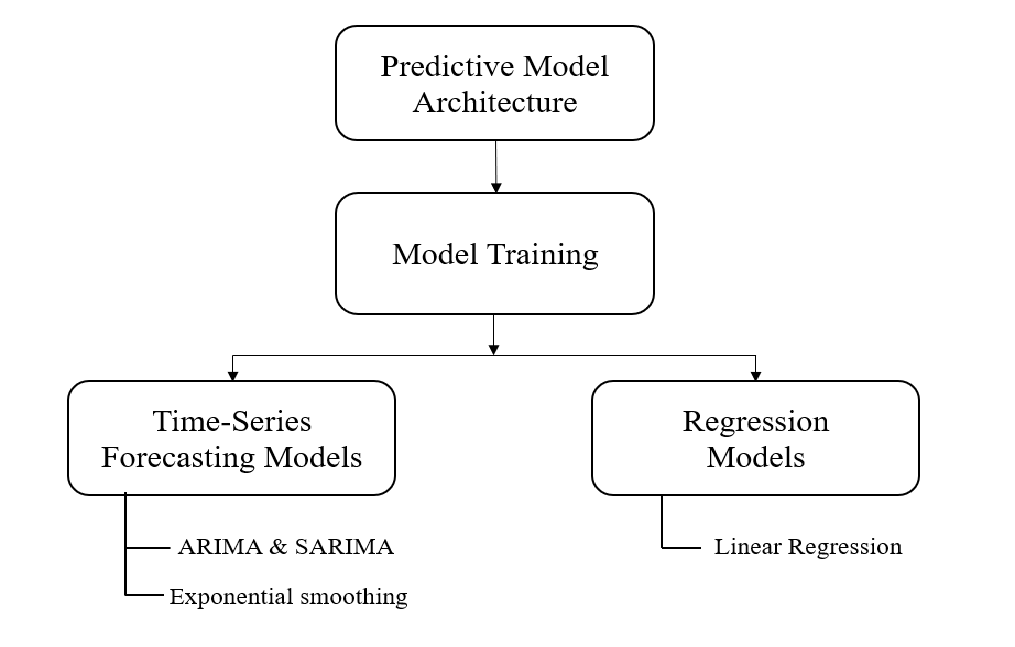 Predictive Model
Architecture
Model Training
Time-Series
Forecasting Models
Regression
Models
ARIMA & SARIMA
Linear Regression
Exponential smoothing